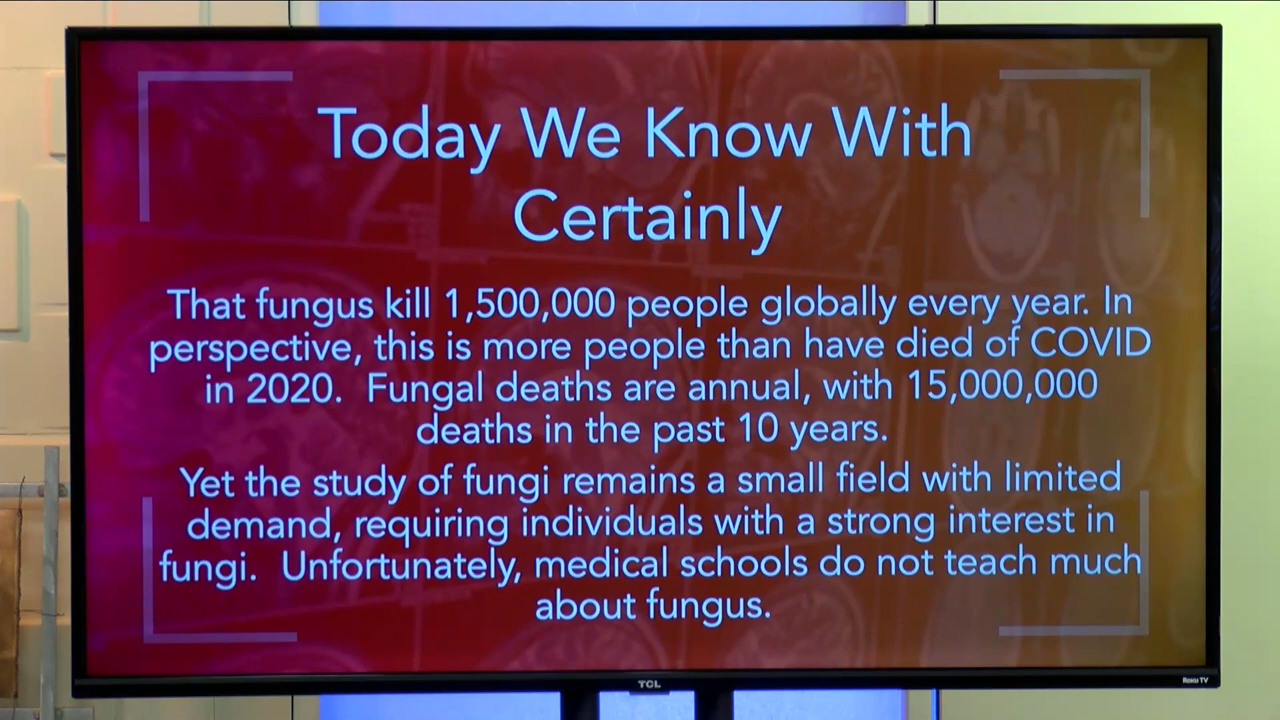 Today We Know With
Certainly
That fungus kill 1,500,000 people globally every year. In
perspective, this is more people than have died of COVID
in 2020. Fungal deaths are annual, with 15,000,000
deaths in the past 10 years.
Yet the study of fungi remains a small field with limited
demand, requiring individuals with a strong interest in
fungi. Unfortunately, medical schools do not teach much
about fungus.
TCL
Roku TV